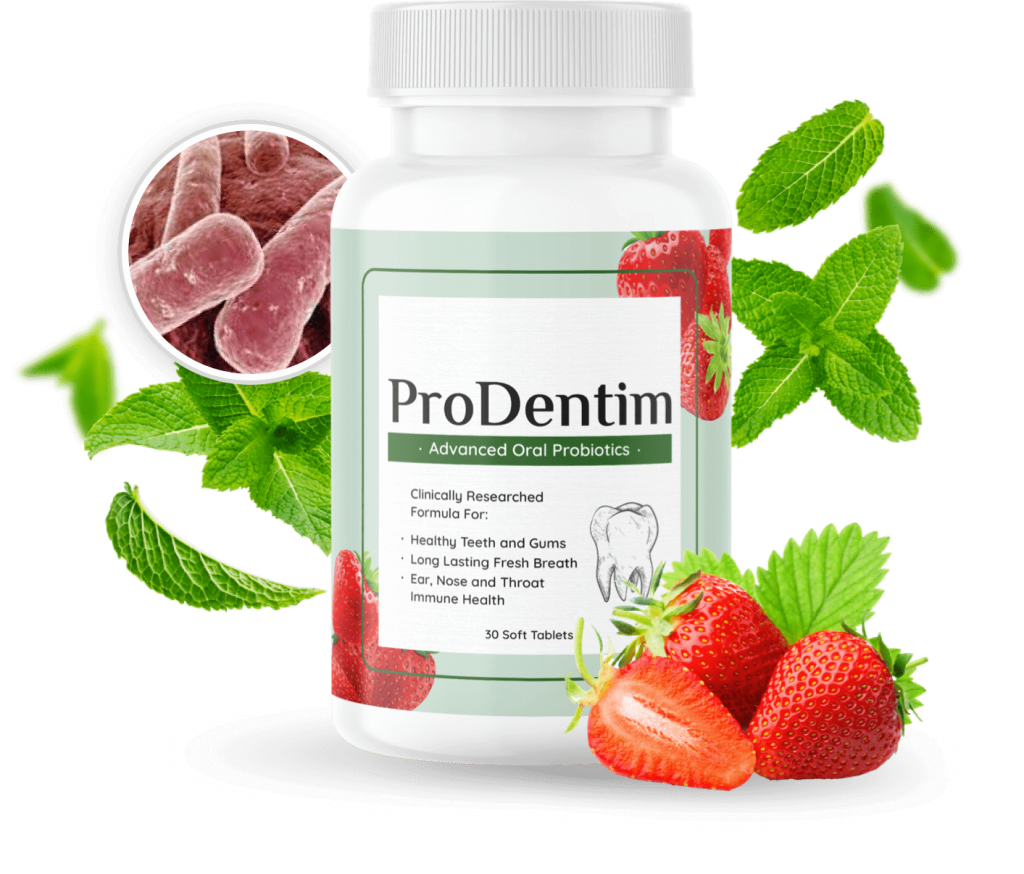 ProDentim
· Advanced Oral Probiotics ·
Clinically Researched
Formula For:
· Healthy Teeth and Gums
· Long Lasting Fresh Breath
· Ear, Nose and Throat
Immune Health
30 Soft Tablets